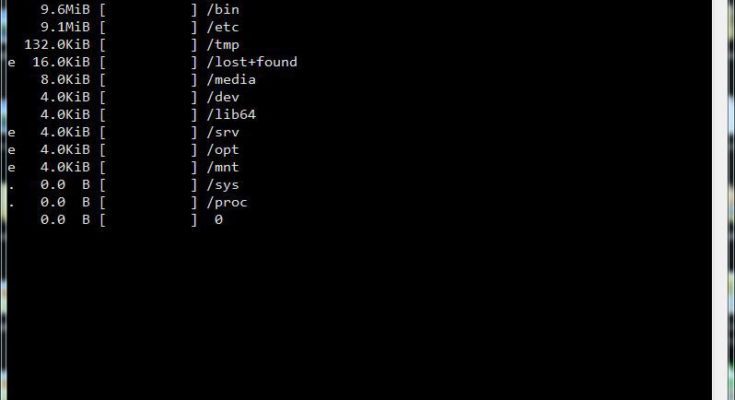 9.6MiB [          ] /bin
    9.1MiB [          ] /etc
  132.0KiB [          ] /tmp
e  16.0KiB [          ] /lost+found
    8.0KiB [          ] /media
    4.0KiB [          ] /dev
    4.0KiB [          ] /lib64
e   4.0KiB [          ] /srv
e   4.0KiB [          ] /opt
e   4.0KiB [          ] /mnt
.   0.0  B [          ] /sys
.   0.0  B [          ] /proc
    0.0  B [          ]  0